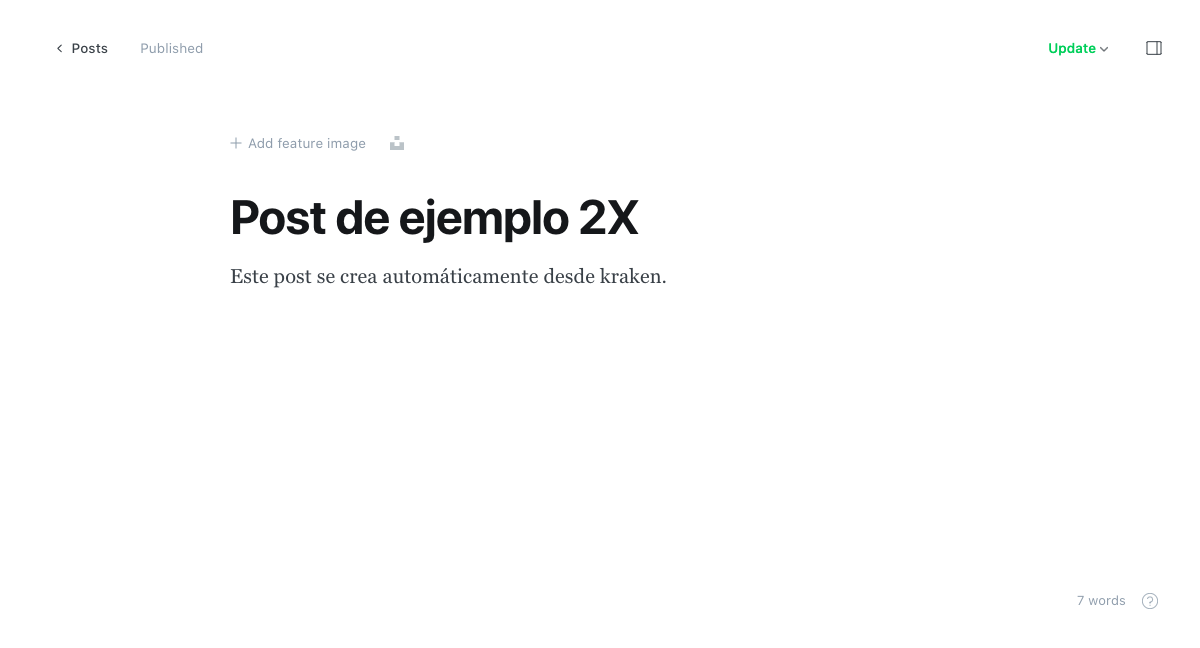 Posts
Published
Update
Add feature image
Post de ejemplo 2X
Este post se crea automáticamente desde kraken.
7 words
?